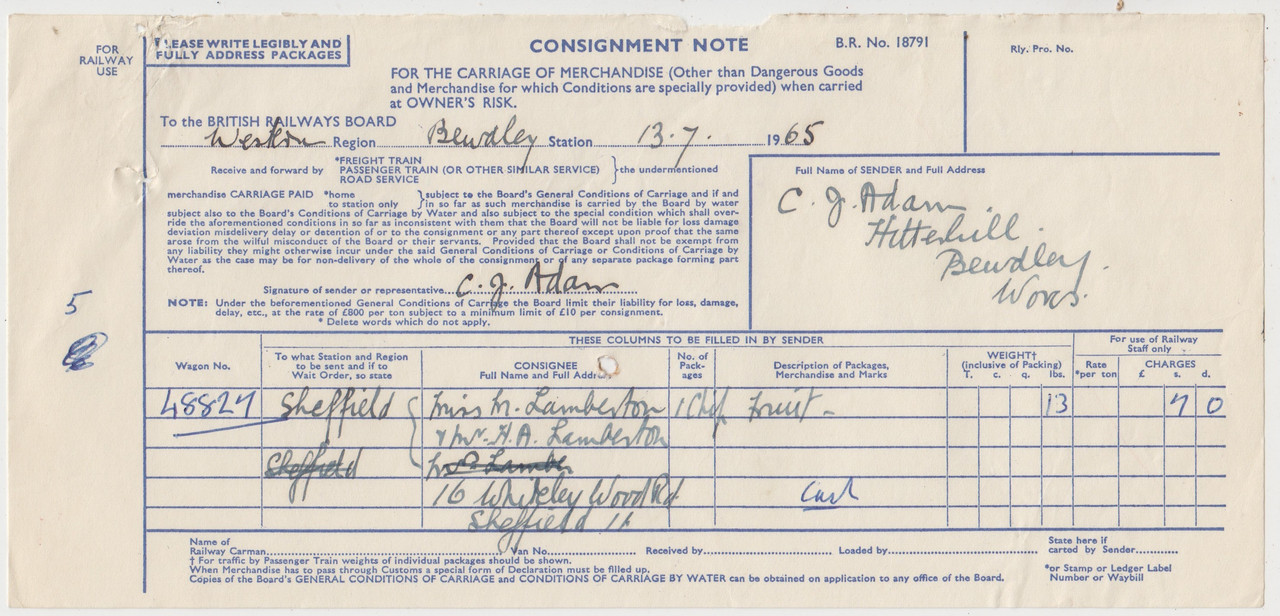 FOR
RAILWAY
USE
PLEASE WRITE LEGIBLY AND
FULLY ADDRESS PACKAGES
CONSIGNMENT NOTE
B.R. No. 18791
Rly. Pro. No.
FOR THE CARRIAGE OF MERCHANDISE (Other than Dangerous Goods
and Merchandise for which Conditions are specially provided) when carried
at OWNER'S RISK.
To the BRITISH RAILWAYS BOARD
Western Region Bewdley Station 13.7. 1965
Receive and forward by *FREIGHT TRAIN
PASSENGER TRAIN (OR OTHER SIMILAR SERVICE)
ROAD SERVICE
} the undermentioned
merchandise CARRIAGE PAID *home
to station only
} subject to the Board's General Conditions of Carriage and if and
in so far as such merchandise is carried by the Board by water
subject also to the Board's Conditions of Carriage by Water and also subject to the special condition which shall over-
ride the aforementioned conditions in so far as inconsistent with them that the Board will not be liable for loss damage
deviation misdelivery delay or detention of or to the consignment or any part thereof except upon proof that the same
arose from the wilful misconduct of the Board or their servants. Provided that the Board shall not be exempt from
any liability they might otherwise incur under the said General Conditions of Carriage or Conditions of Carriage by
Water as the case may be for non-delivery of the whole of the consignment or of any separate package forming part
thereof.
Signature of sender or representative C. J. Adam
NOTE: Under the beforementioned General Conditions of Carriage the Board limit their liability for loss, damage,
delay, etc., at the rate of £800 per ton subject to a minimum limit of £10 per consignment.
* Delete words which do not apply.
Full Name of SENDER and Full Address
C. J. Adam.
Hitterhill.
Bewdley.
Worcs.
5
THESE COLUMNS TO BE FILLED IN BY SENDER
For use of Railway
Staff only
Wagon No.
To what Station and Region
to be sent and if to
Wait Order, so state
CONSIGNEE
Full Name and Full Address
No. of
Pack-
ages
Description of Packages,
Merchandise and Marks
WEIGHT†
(inclusive of Packing)
T. c. q. lbs.
Rate
*per ton
CHARGES
£ s. d.
48827 Sheffield Miss M. Lamberton 1 Chip Fruit - 13 7 0
& Mr. H. A. Lamberton
Sheffield
16 Whiteley Wood Rd
Sheffield 11
Name of
Railway Carman Van No. Received by Loaded by
State here if
carted by Sender
† For traffic by Passenger Train weights of individual packages should be shown.
When Merchandise has to pass through Customs a special form of Declaration must be filled up.
Copies of the Board's GENERAL CONDITIONS OF CARRIAGE and CONDITIONS OF CARRIAGE BY WATER can be obtained on application to any office of the Board.
*or Stamp or Ledger Label
Number or Waybill